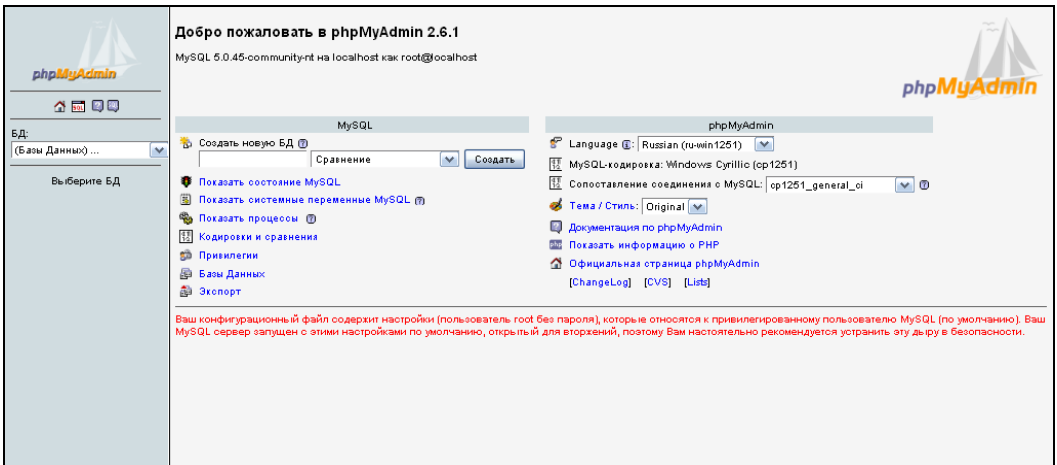 phpMyAdmin
БД:
(Базы Данных) ...
Выберите БД
Добро пожаловать в phpMyAdmin 2.6.1
MySQL 5.0.45-community-nt на localhost как root@localhost
phpMyAdmin
MySQL
Создать новую БД
Сравнение
Создать
Показать состояние MySQL
Показать системные переменные MySQL
Показать процессы
Кодировки и сравнения
Привилегии
Базы Данных
Экспорт
phpMyAdmin
Language : Russian (ru-win1251)
MySQL-кодировка: Windows Cyrillic (cp1251)
Сопоставление соединения с MySQL: cp1251_general_ci
Тема / Стиль: Original
Документация по phpMyAdmin
Показать информацию о PHP
Официальная страница phpMyAdmin
[ChangeLog] [CVS] [Lists]
Ваш конфигурационный файл содержит настройки (пользователь root без пароля), которые относятся к привилегированному пользователю MySQL (по умолчанию). Ваш
MySQL сервер запущен с этими настройками по умолчанию, открытый для вторжений, поэтому Вам настоятельно рекомендуется устранить эту дыру в безопасности.